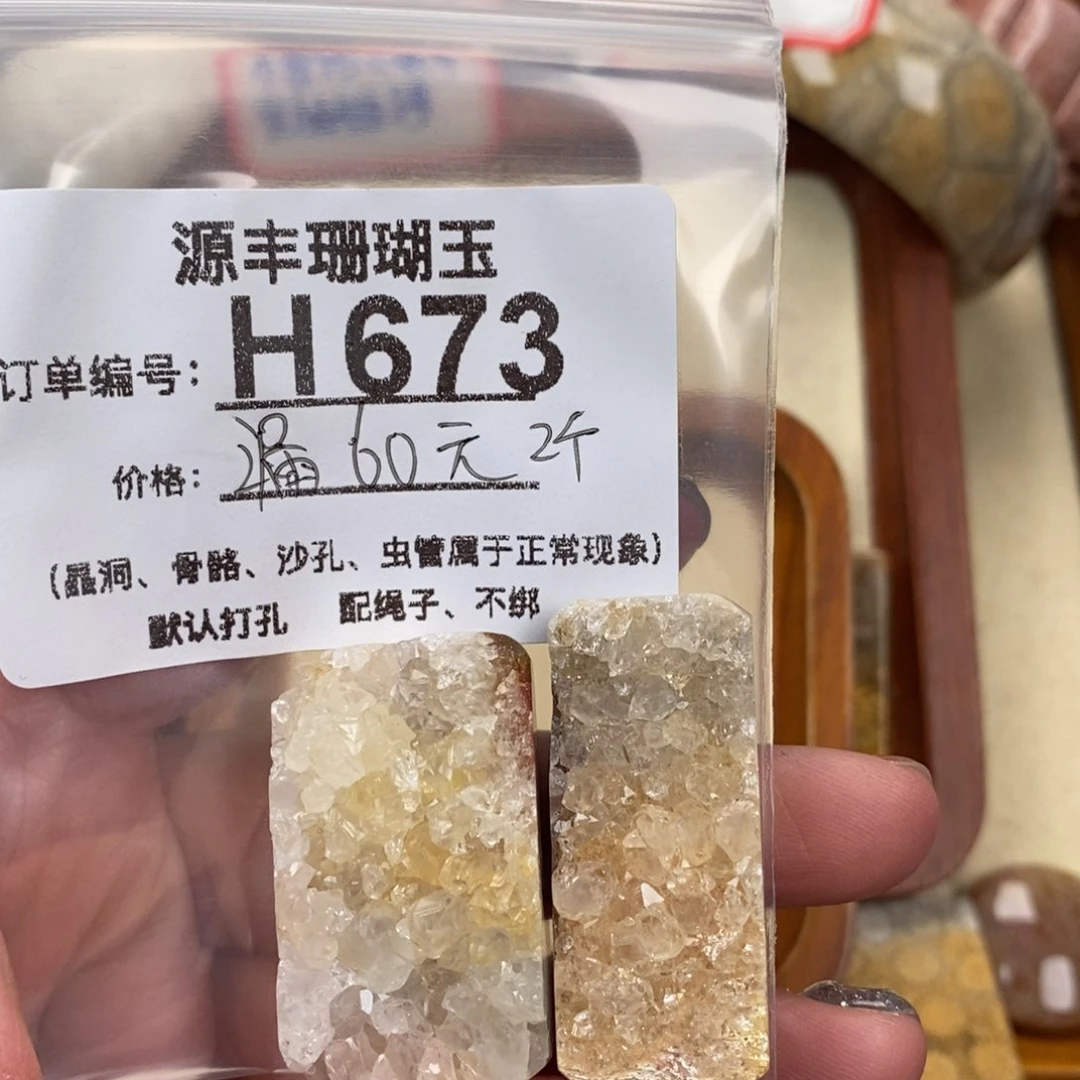 源丰珊瑚玉
订单编号：H673
价格：漏 60元 2个
（晶洞、骨骼、沙孔、虫管属于正常现象）
默认打孔 配绳子、不绑